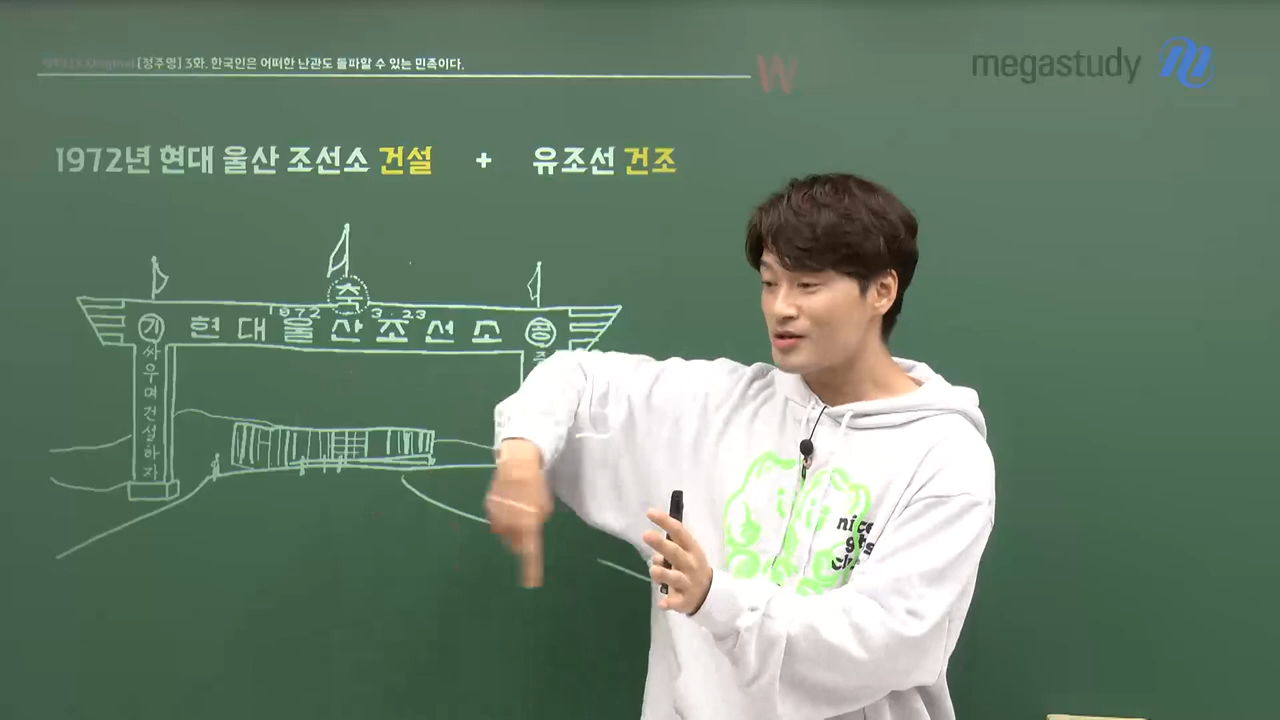 [정주영] 3화. 한국인은 어떠한 난관도 돌파할 수 있는 민족이다.
W
megastudy
1972년 현대 울산 조선소 건설 + 유조선 건조
축
1972 3.23
기 현대울산조선소 공
싸우며건설하자
nice